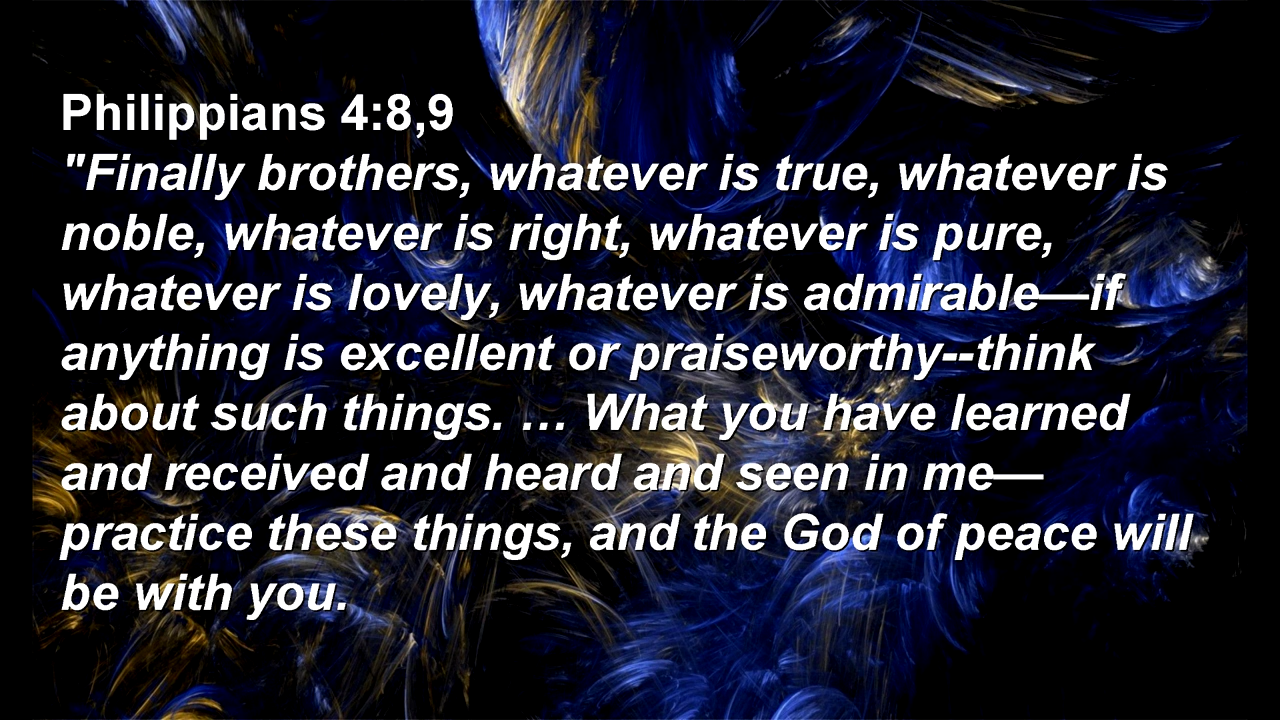 Philippians 4:8,9
"Finally brothers, whatever is true, whatever is
noble, whatever is right, whatever is pure,
whatever is lovely, whatever is admirable—if
anything is excellent or praiseworthy--think
about such things. … What you have learned
and received and heard and seen in me—
practice these things, and the God of peace will
be with you.